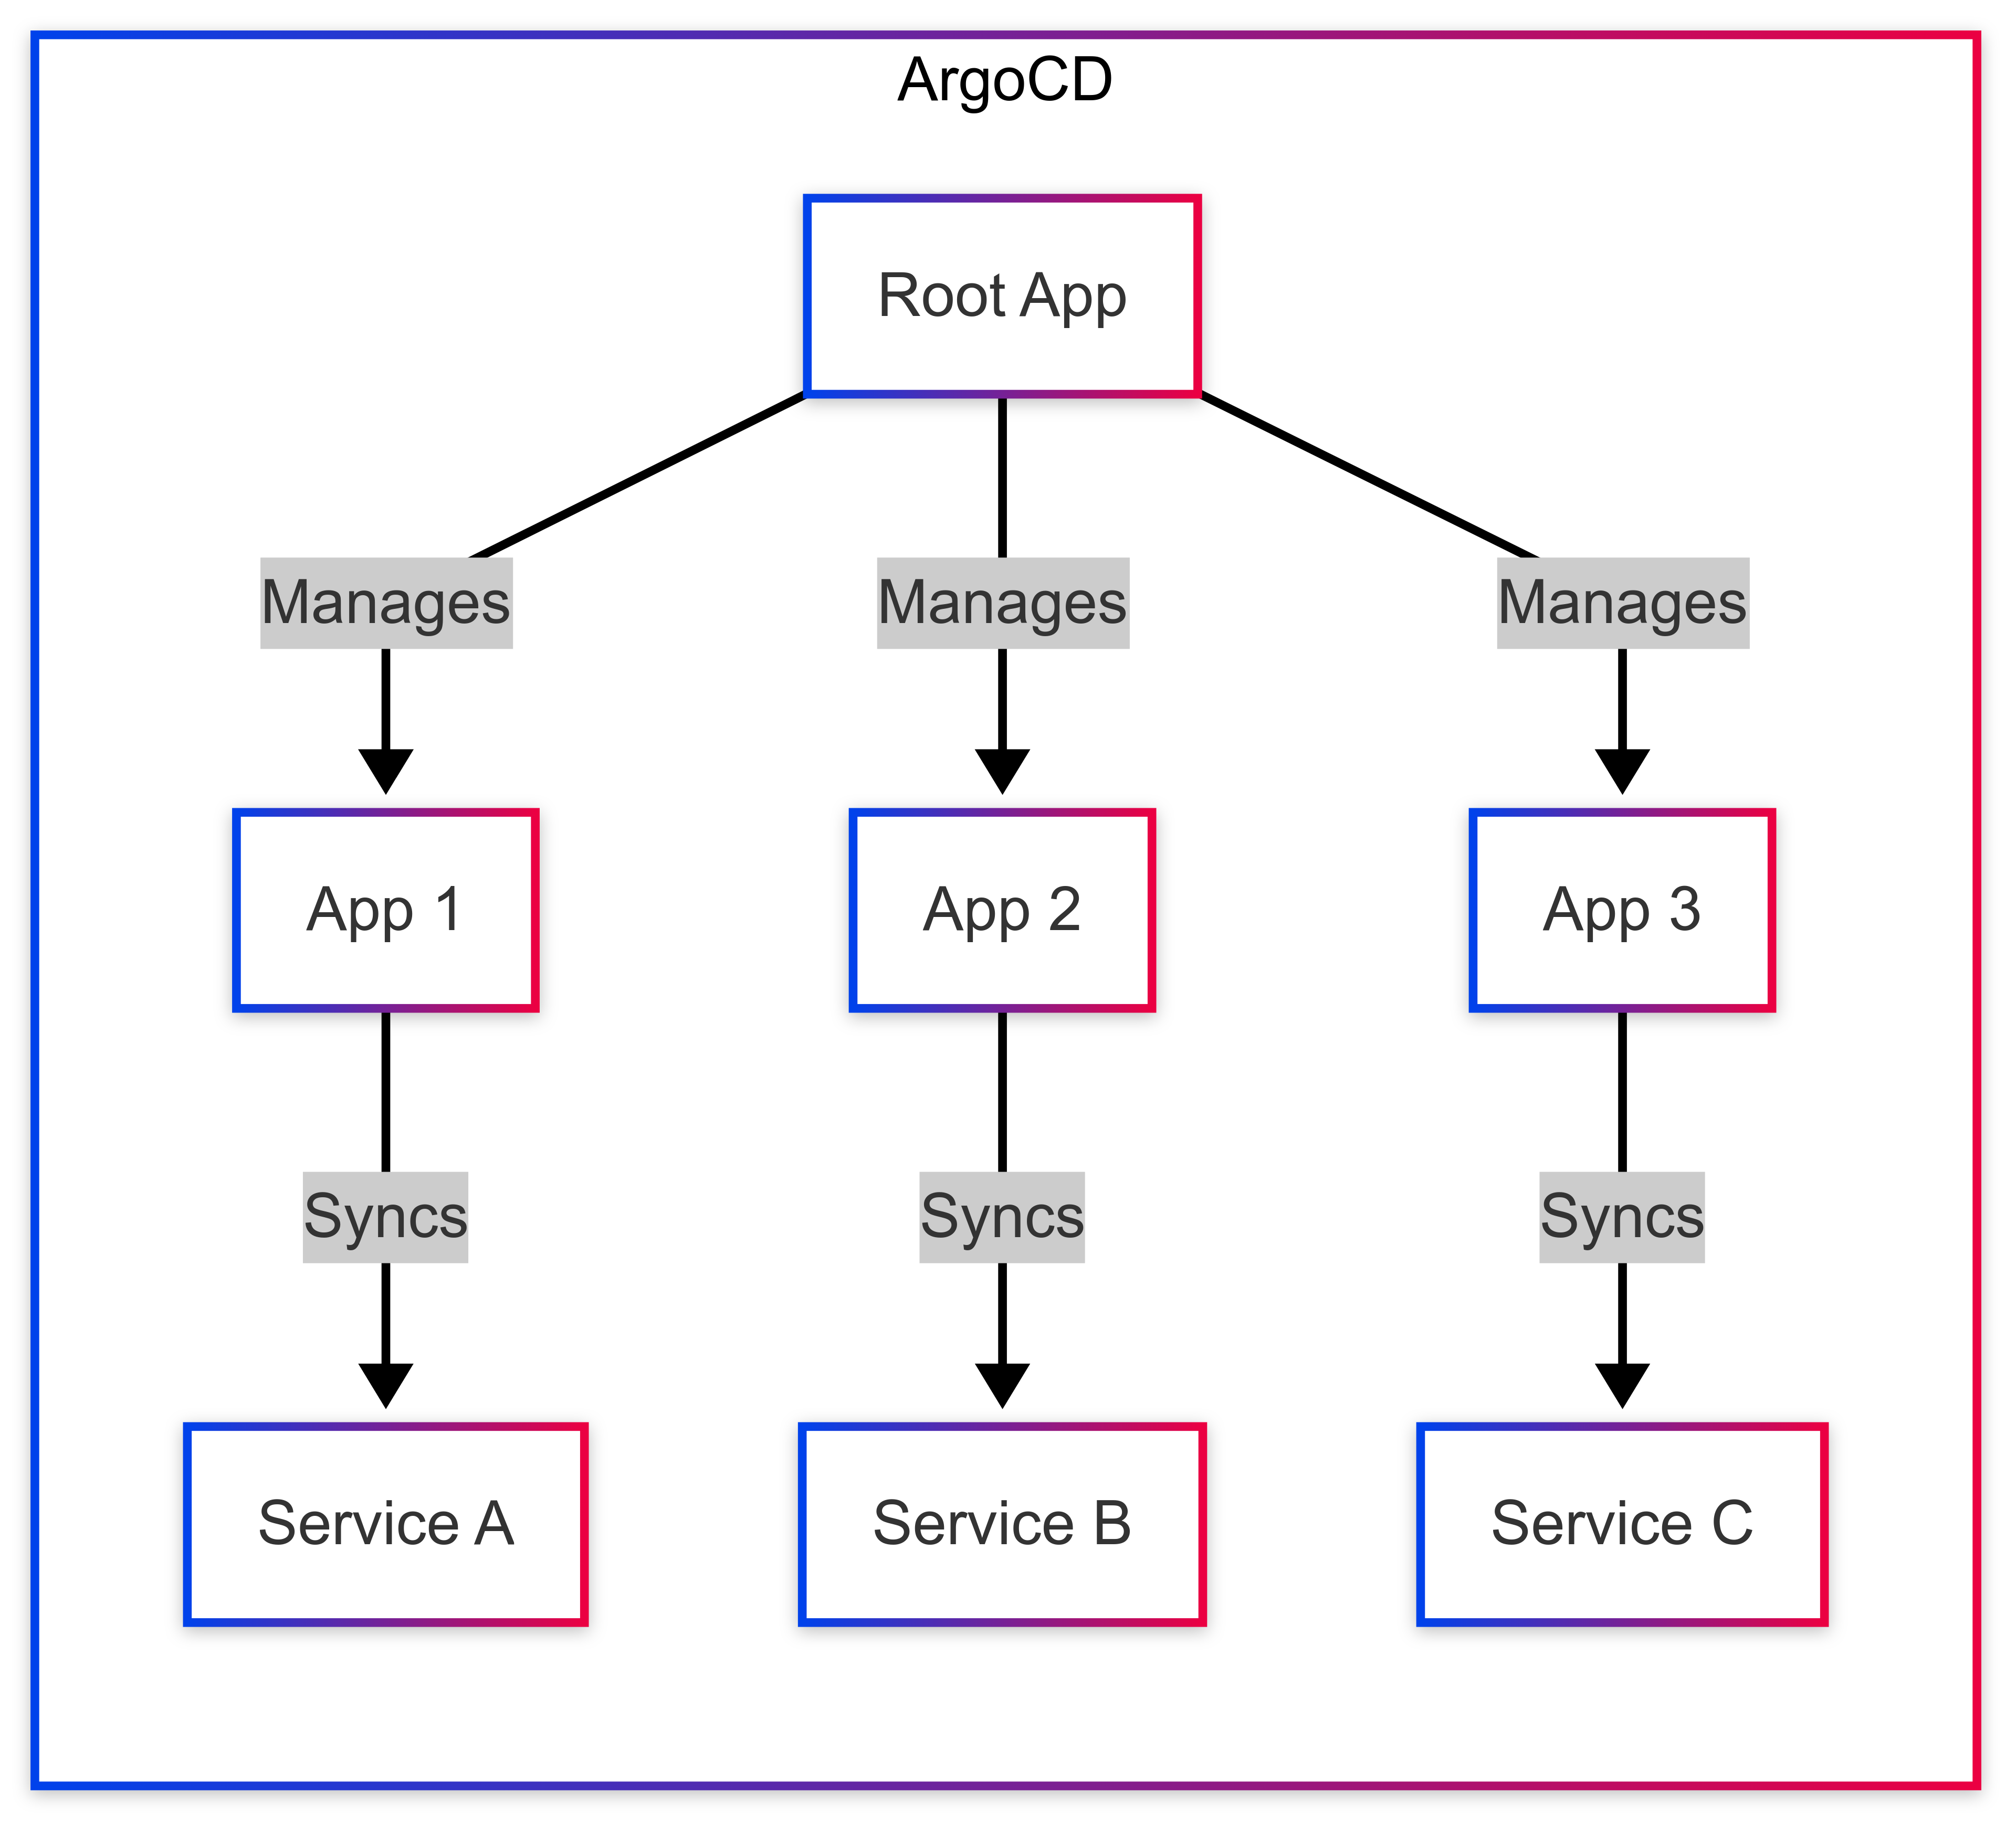 ArgoCD
Root App
Manages
Manages
Manages
App 1
App 2
App 3
Syncs
Syncs
Syncs
Service A
Service B
Service C